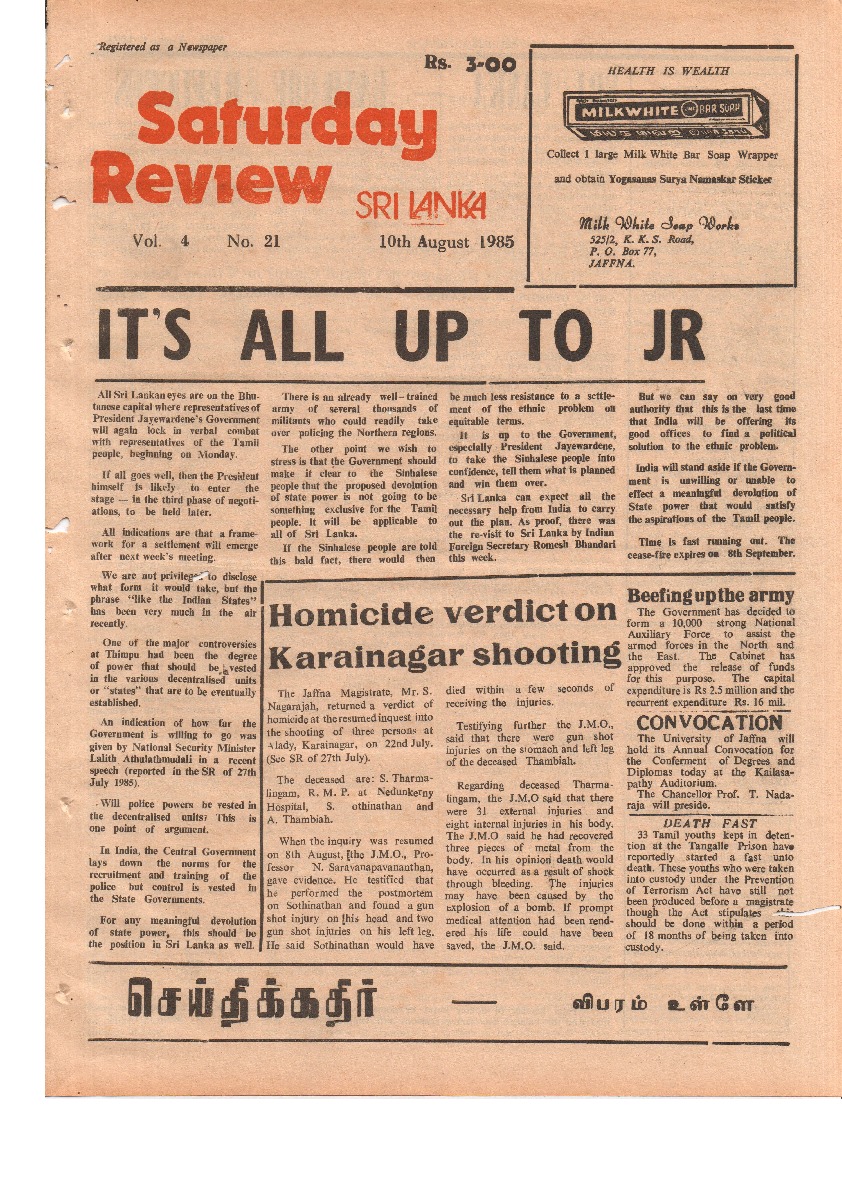 Registered as a Newspaper
Rs. 3-00
Saturday
Review
SRI LANKA
Vol. 4 No. 21 10th August 1985
HEALTH IS WEALTH
MILKWHITE BAR SOAP
Collect 1 large Milk White Bar Soap Wrapper
and obtain Yogasanas Surya Namaskar Sticker
Milk White Soap Works
525/2, K. K. S. Road,
P. O. Box 77,
JAFFNA.
IT'S ALL UP TO JR
All Sri Lankan eyes are on the Bhu-
tanese capital where representatives of
President Jayewardene's Government
will again lock in verbal combat
with representatives of the Tamil
people, beginning on Monday.
If all goes well, then the President
himself is likely to enter the
stage — in the third phase of negoti-
ations, to be held later.
All indications are that a frame-
work for a settlement will emerge
after next week's meeting.
We are not privileg to disclose
what form it would take, but the
phrase "like the Indian States"
has been very much in the air
recently.
One of the major controversies
at Thimpu had been the degree
of power that should be vested
in the various decentralised units
or "states" that are to be eventually
established.
An indication of how far the
Government is willing to go was
given by National Security Minister
Lalith Athulathmudali in a recent
speech (reported in the SR of 27th
July 1985).
Will police powers be vested in
the decentralised units? This is
one point of argument.
In India, the Central Government
lays down the norms for the
recruitment and training of the
police but control is vested in
the State Governments.
For any meaningful devolution
of state power, this should be
the position in Sri Lanka as well.
There is an already well-trained
army of several thousands of
militants who could readily take
over policing the Northern regions.
The other point we wish to
stress is that the Government should
make it clear to the Sinhalese
people that the proposed devolution
of state power is not going to be
something exclusive for the Tamil
people. It will be applicable to
all of Sri Lanka.
If the Sinhalese people are told
this bald fact, there would then
be much less resistance to a settle-
ment of the ethnic problem on
equitable terms.
It is up to the Government,
especially President Jayewardene,
to take the Sinhalese people into
confidence, tell them what is planned
and win them over.
Sri Lanka can expect all the
necessary help from India to carry
out the plan. As proof, there was
the re-visit to Sri Lanka by Indian
Foreign Secretary Romesh Bhandari
this week.
But we can say on very good
authority that this is the last time
that India will be offering its
good offices to find a political
solution to the ethnic problem.
India will stand aside if the Govern-
ment is unwilling or unable to
effect a meaningful devolution of
State power that would satisfy
the aspirations of the Tamil people.
Time is fast running out. The
cease-fire expires on 8th September.
Homicide verdict on
Karainagar shooting
The Jaffna Magistrate, Mr. S.
Nagarajah, returned a verdict of
homicide at the resumed inquest into
the shooting of three persons at
Alady, Karainagar, on 22nd July.
(See SR of 27th July).
The deceased are: S. Tharma-
lingam, R. M. P. at Nedunkerny
Hospital, S. othinathan and
A. Thambiah.
When the inquiry was resumed
on 8th August, the J.M.O., Pro-
fessor N. Saravanapavananthan,
gave evidence. He testified that
he performed the postmortem
on Sothinathan and found a gun
shot injury on his head and two
gun shot injuries on his left leg.
He said Sothinathan would have
died within a few seconds of
receiving the injuries.
Testifying further the J.M.O.,
said that there were gun shot
injuries on the stomach and left leg
of the deceased Thambiah.
Regarding deceased Tharma-
lingam, the J.M.O said that there
were 31 external injuries and
eight internal injuries in his body.
The J.M.O said he had recovered
three pieces of metal from the
body. In his opinion death would
have occurred as a result of shock
through bleeding. The injuries
may have been caused by the
explosion of a bomb. If prompt
medical attention had been rend-
ered his life could have been
saved, the J.M.O. said.
Beefing up the army
The Government has decided to
form a 10,000 strong National
Auxiliary Force to assist the
armed forces in the North and
the East. The Cabinet has
approved the release of funds
for this purpose. The capital
expenditure is Rs 2.5 million and the
recurrent expenditure Rs. 16 mil.
CONVOCATION
The University of Jaffna will
hold its Annual Convocation for
the Conferment of Degrees and
Diplomas today at the Kailasa-
pathy Auditorium.
The Chancellor Prof. T. Nada-
raja will preside.
DEATH FAST
33 Tamil youths kept in deten-
tion at the Tangalle Prison have
reportedly started a fast unto
death. These youths who were taken
into custody under the Prevention
of Terrorism Act have still not
been produced before a magistrate
though the Act stipulates this
should be done within a period
of 18 months of being taken into
custody.
செய்திக்கதிர் — விபரம் உள்ளே